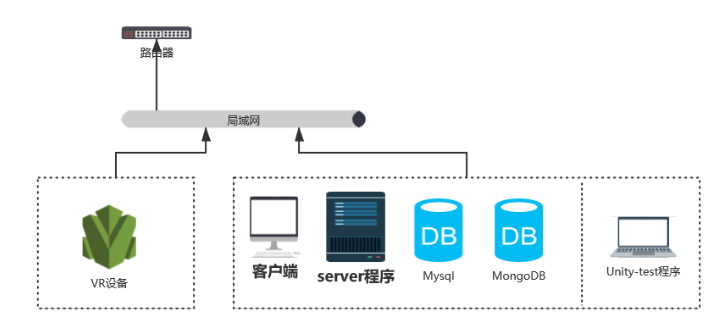 路由器
局域网
VR设备
客户端
server程序
DB
Mysql
DB
MongoDB
Unity-test程序